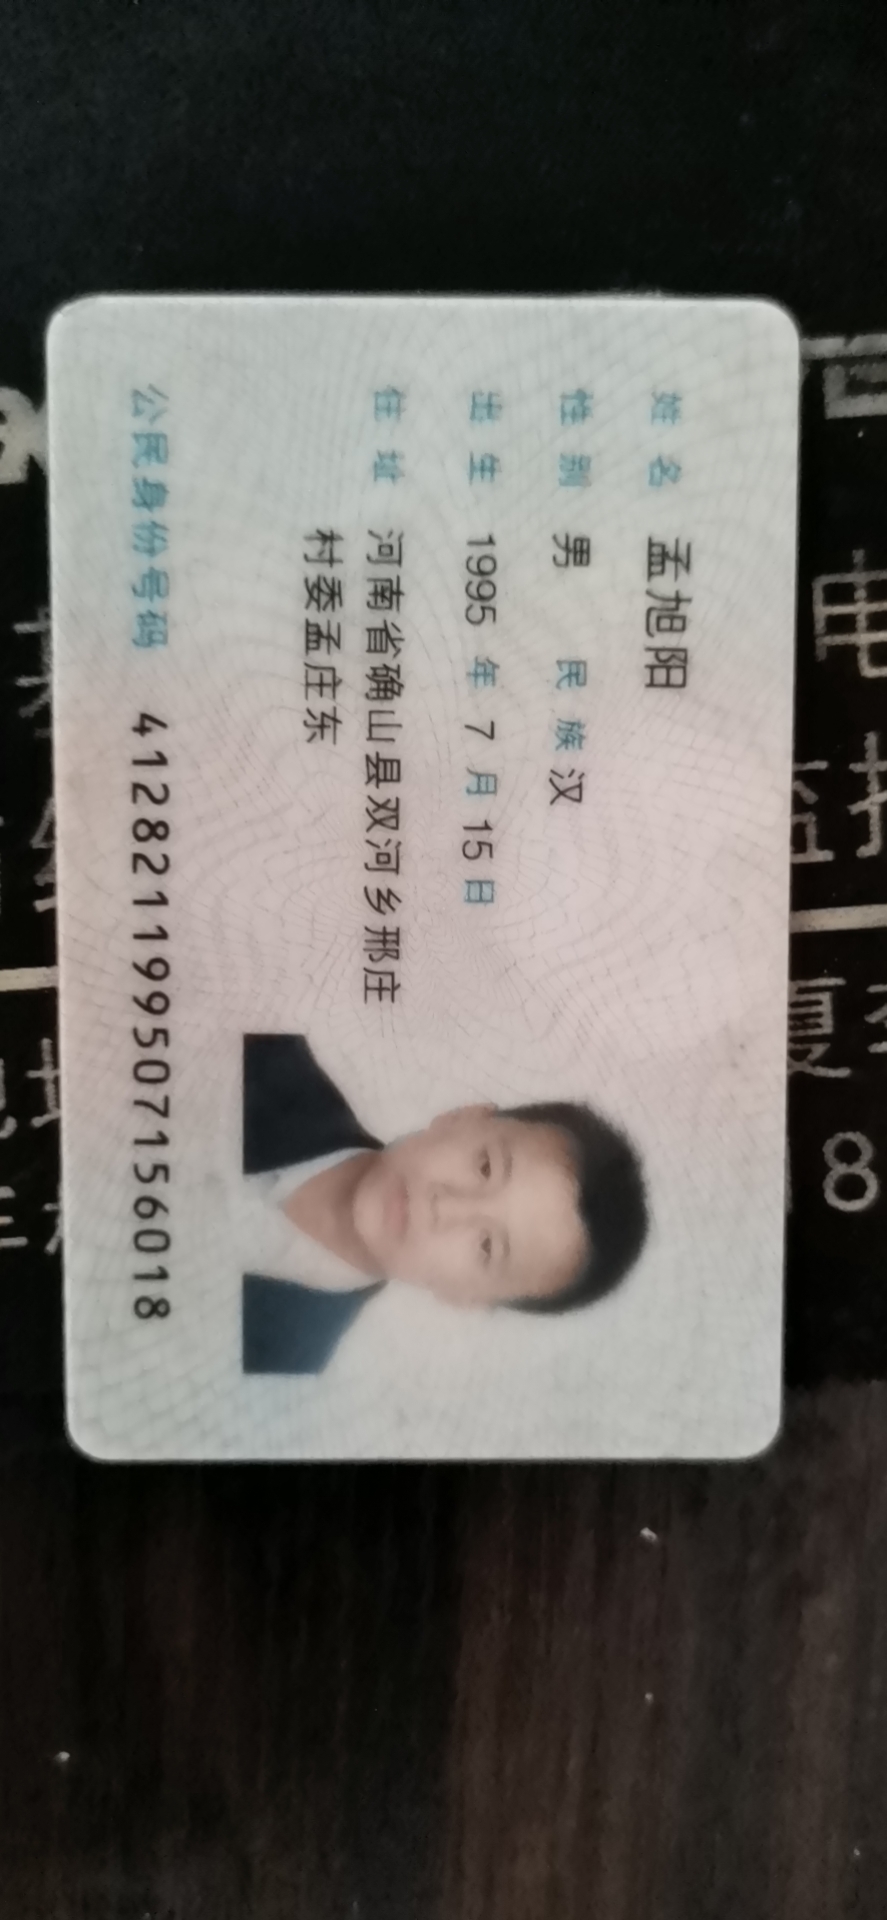 姓名 孟旭阳
性别 男 民族 汉
出生 1995 年 7 月 15 日
住址 河南省确山县双河乡邢庄
村委孟庄东
公民身份号码 412821199507156018
8